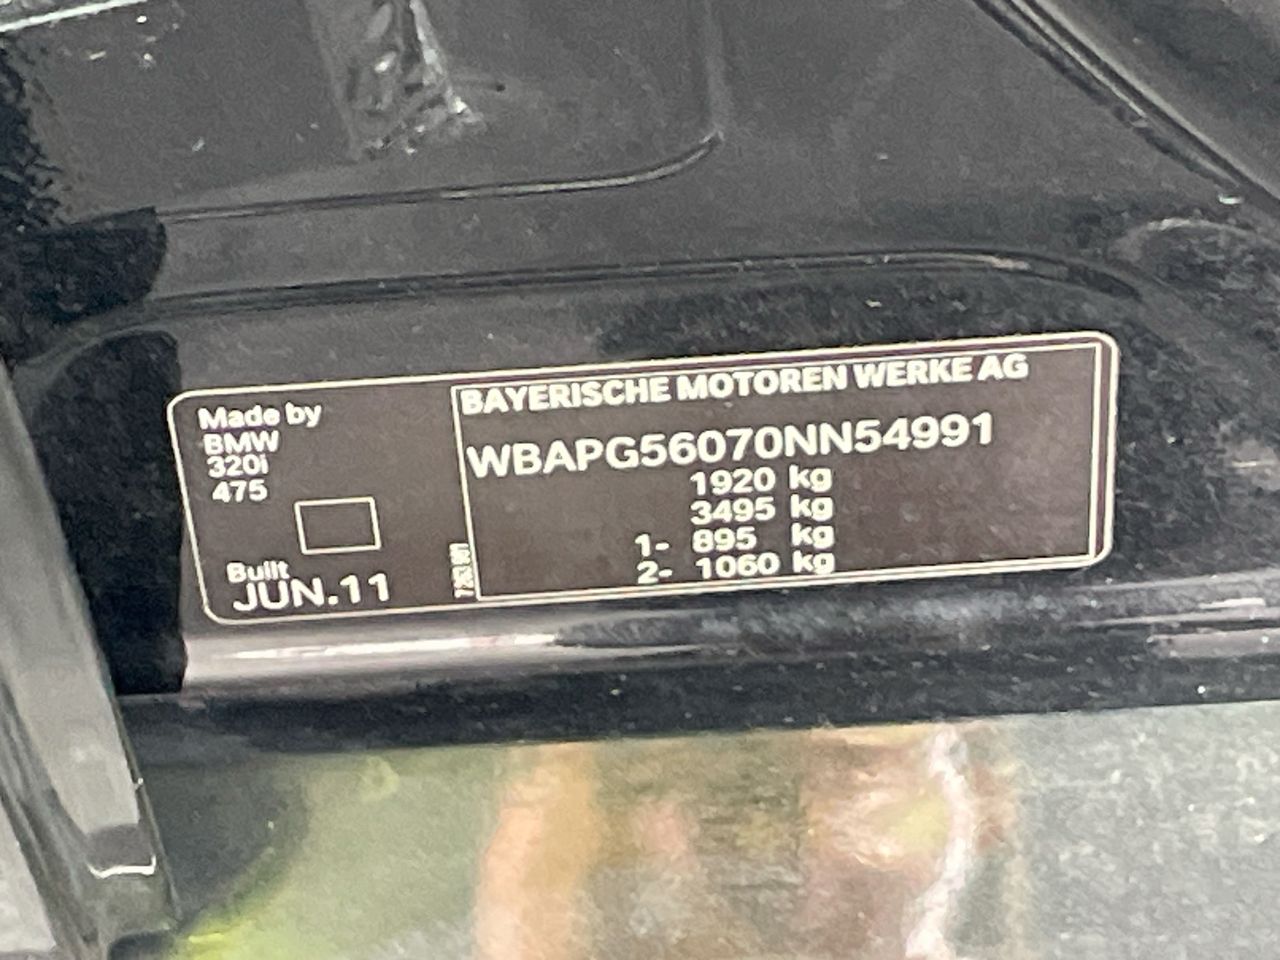 Made by
BMW
320i
475
Built
JUN.11
BAYERISCHE MOTOREN WERKE AG
WBAPG56070NN54991
1920 kg
3495 kg
1- 895 kg
2- 1060 kg